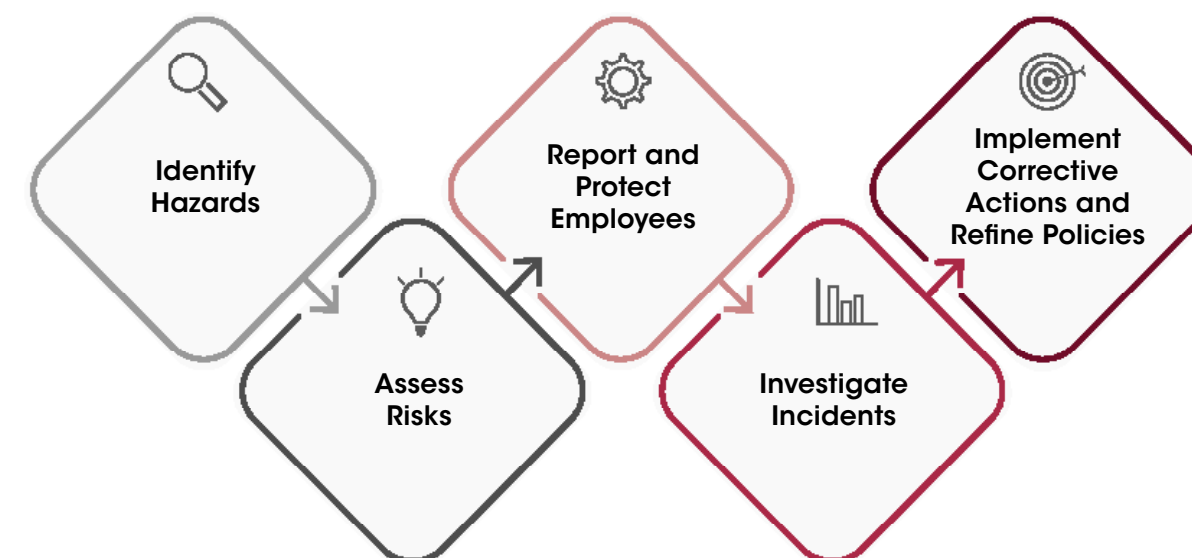 Identify
Hazards
Assess
Risks
Report and
Protect
Employees
Investigate
Incidents
Implement
Corrective
Actions and
Refine Policies